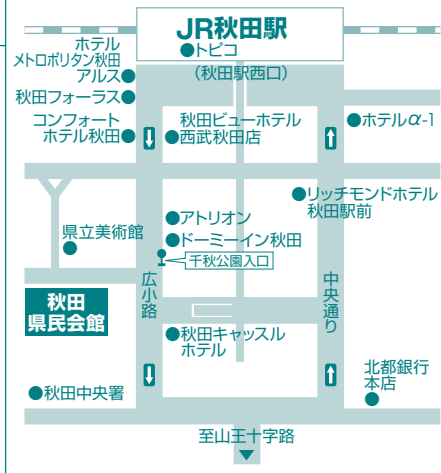 JR秋田駅
トピコ
(秋田駅西口)
ホテル
メトロポリタン秋田
アルス
秋田フォーラス
コンフォート
ホテル秋田
秋田ビューホテル
西武秋田店
ホテルα-1
リッチモンドホテル
秋田駅前
アトリオン
ドーミーイン秋田
千秋公園入口
県立美術館
秋田
県民会館
広小路
中央通り
秋田キャッスル
ホテル
北都銀行
本店
秋田中央署
至山王十字路